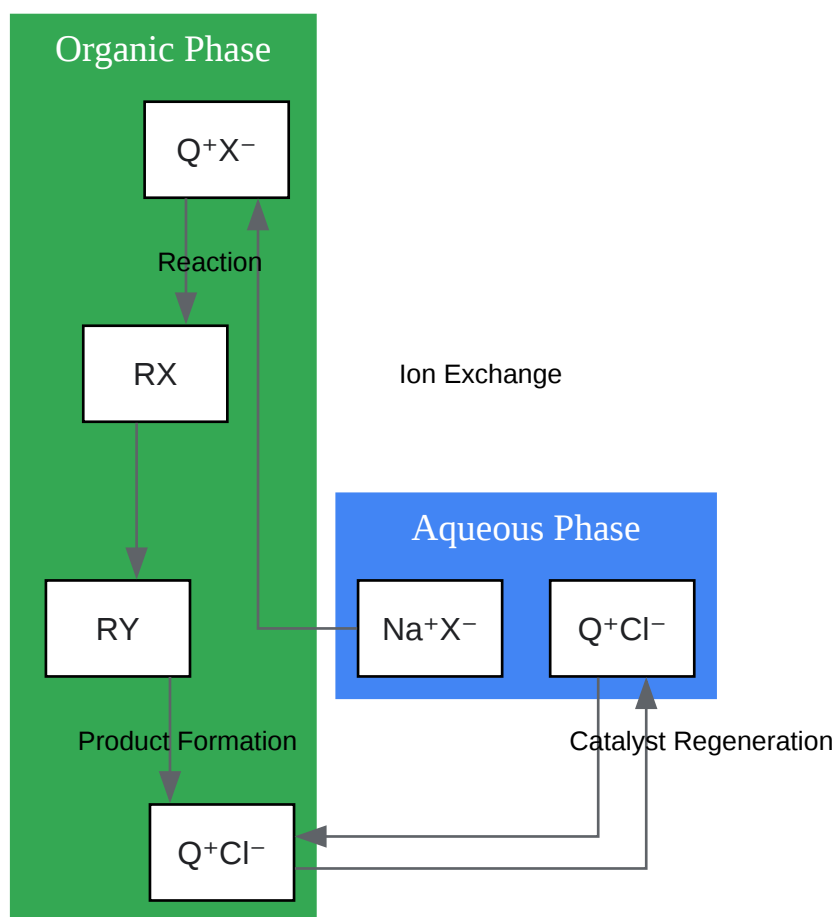 Organic Phase
Q⁺X⁻
Reaction
RX
Ion Exchange
Aqueous Phase
RY
Na⁺X⁻
Q⁺Cl⁻
Product Formation
Catalyst Regeneration
Q⁺Cl⁻